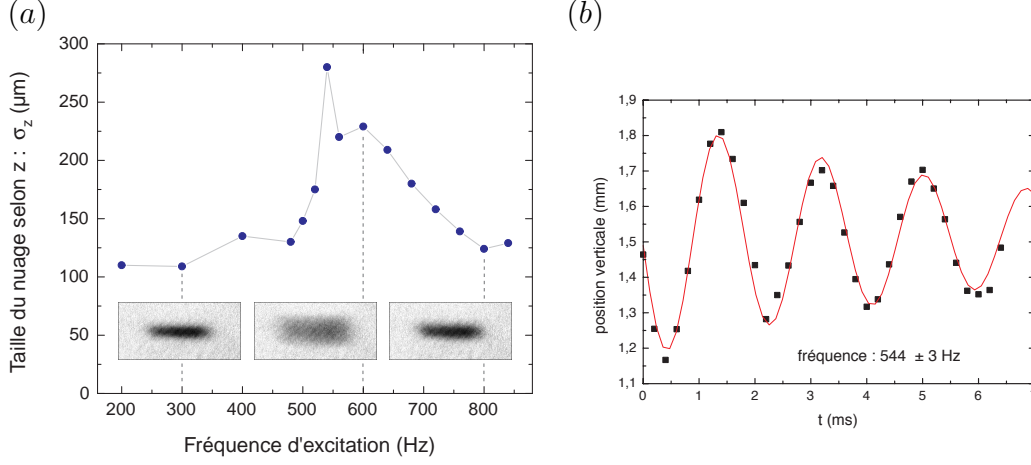 (a)
300
250
200
150
100
50
0
Taille du nuage selon z : σz (µm)
200 300 400 500 600 700 800
Fréquence d'excitation (Hz)
(b)
1,9
1,8
1,7
1,6
1,5
1,4
1,3
1,2
1,1
position verticale (mm)
fréquence : 544 ± 3 Hz
0 1 2 3 4 5 6
t (ms)